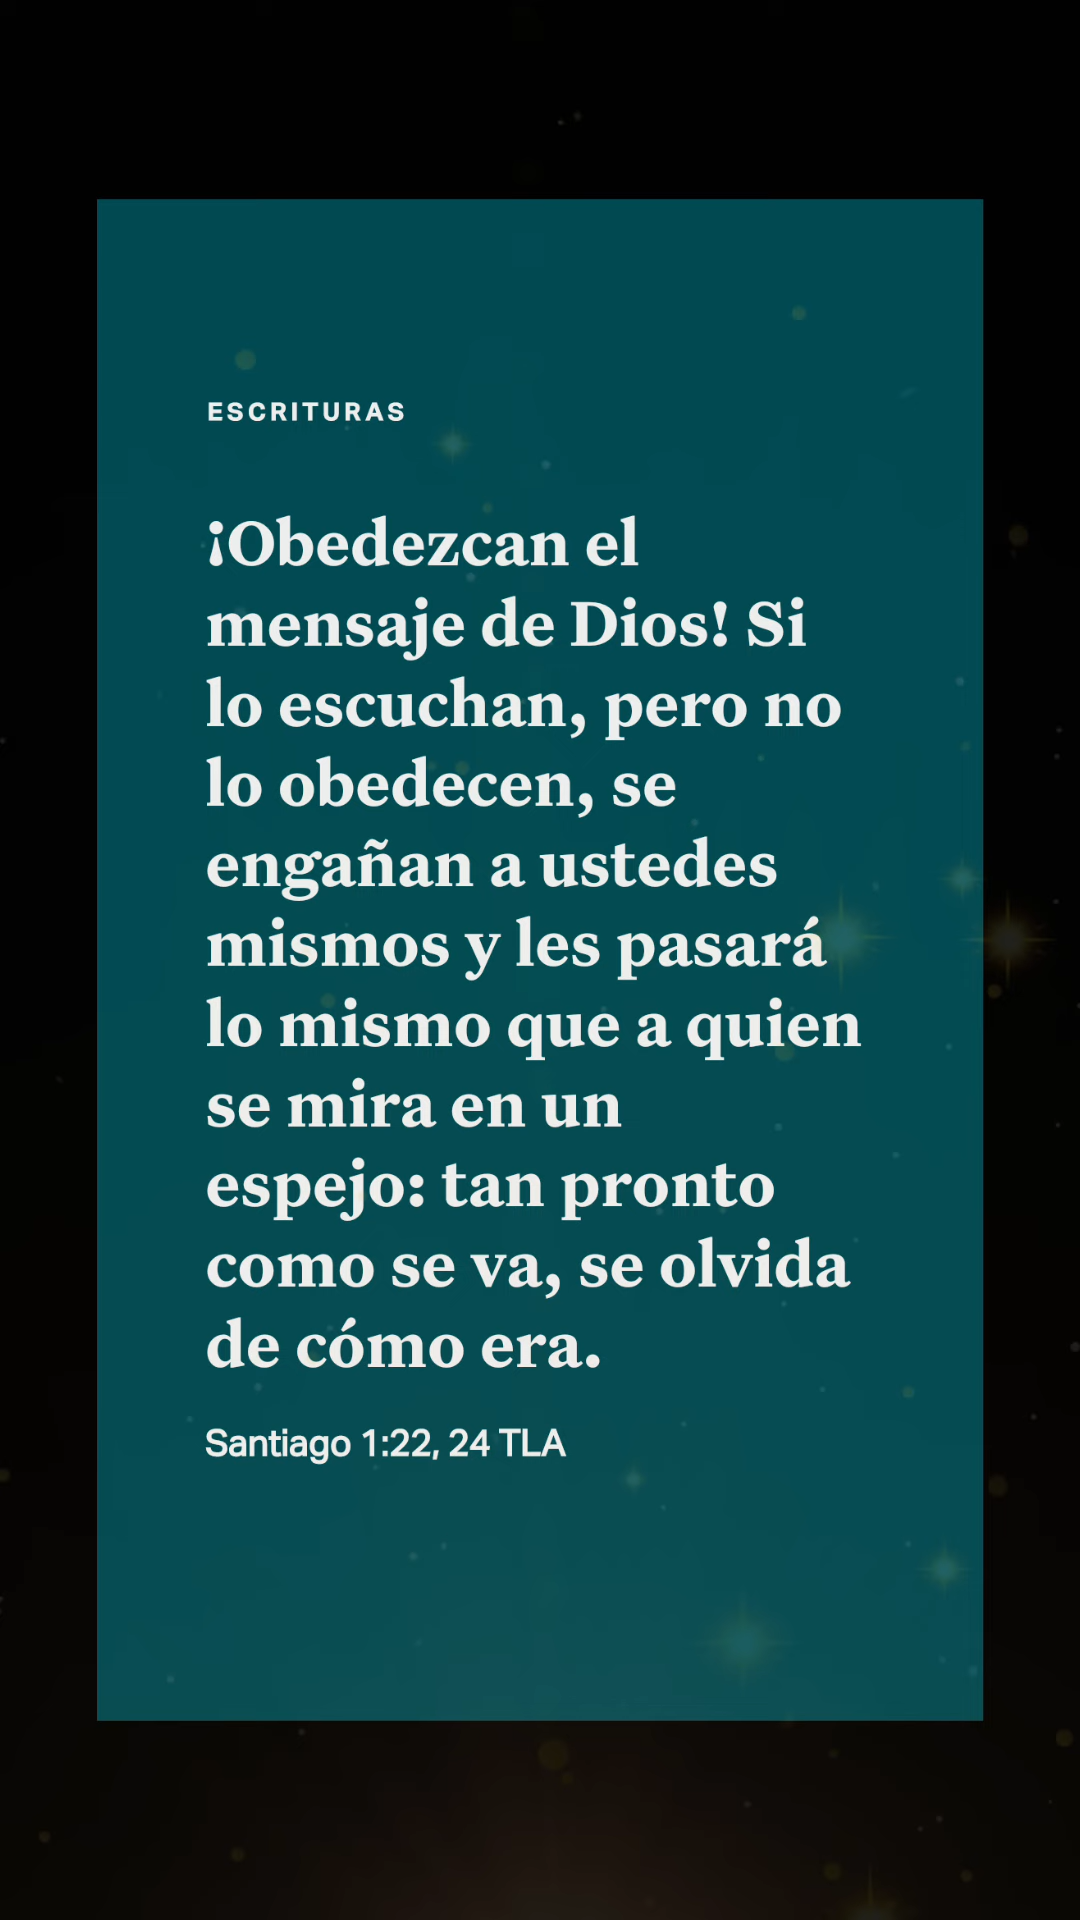 ESCRITURAS
¡Obedezcan el
mensaje de Dios! Si
lo escuchan, pero no
lo obedecen, se
engañan a ustedes
mismos y les pasará
lo mismo que a quien
se mira en un
espejo: tan pronto
como se va, se olvida
de cómo era.
Santiago 1:22, 24 TLA